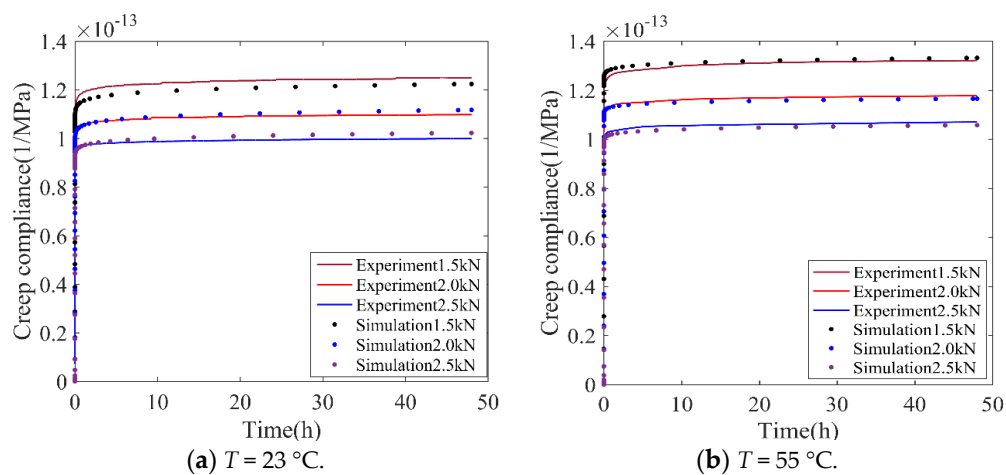 ×10⁻¹³
1.4
1.2
1
0.8
0.6
0.4
0.2
0
Creep compliance(1/MPa)
Experiment1.5kN
Experiment2.0kN
Experiment2.5kN
Simulation1.5kN
Simulation2.0kN
Simulation2.5kN
0 10 20 30 40 50
Time(h)
(a) T = 23 °C.
×10⁻¹³
1.4
1.2
1
0.8
0.6
0.4
0.2
0
Creep compliance(1/MPa)
Experiment1.5kN
Experiment2.0kN
Experiment2.5kN
Simulation1.5kN
Simulation2.0kN
Simulation2.5kN
0 10 20 30 40 50
Time(h)
(b) T = 55 °C.